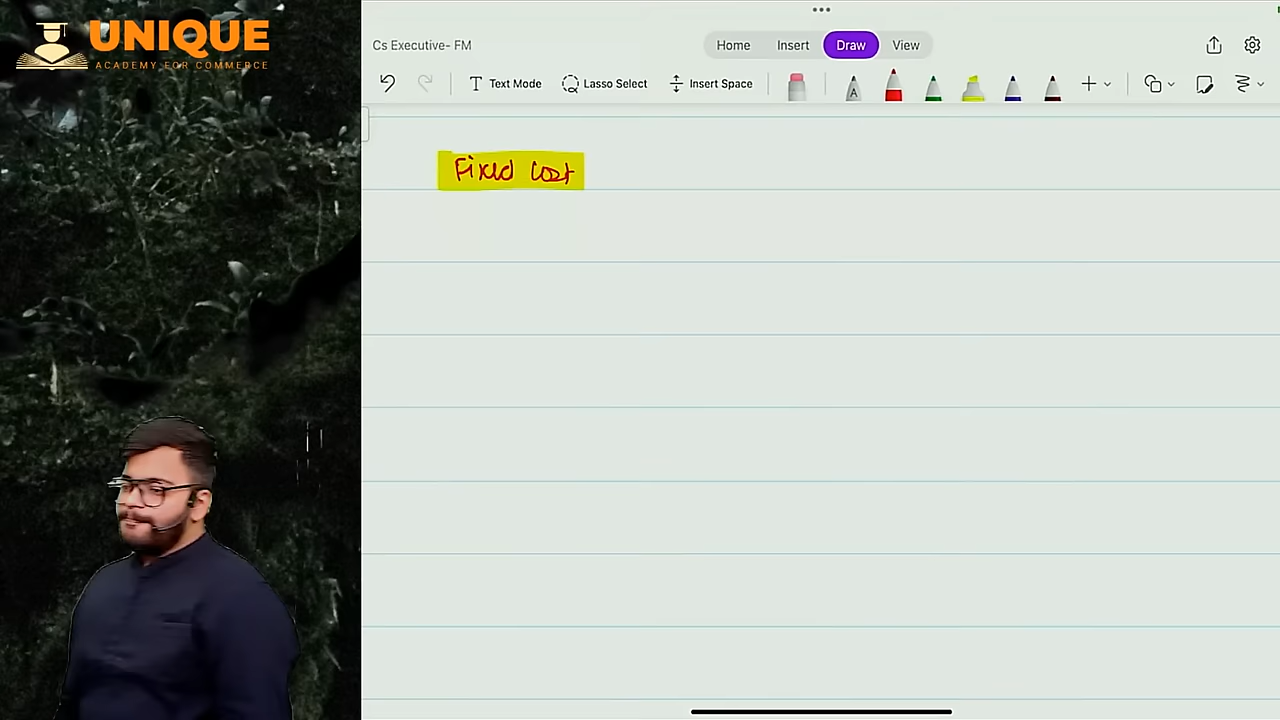 UNIQUE
ACADEMY FOR COMMERCE
Cs Executive- FM
Home Insert Draw View
Text Mode Lasso Select Insert Space A
Fixed Cost